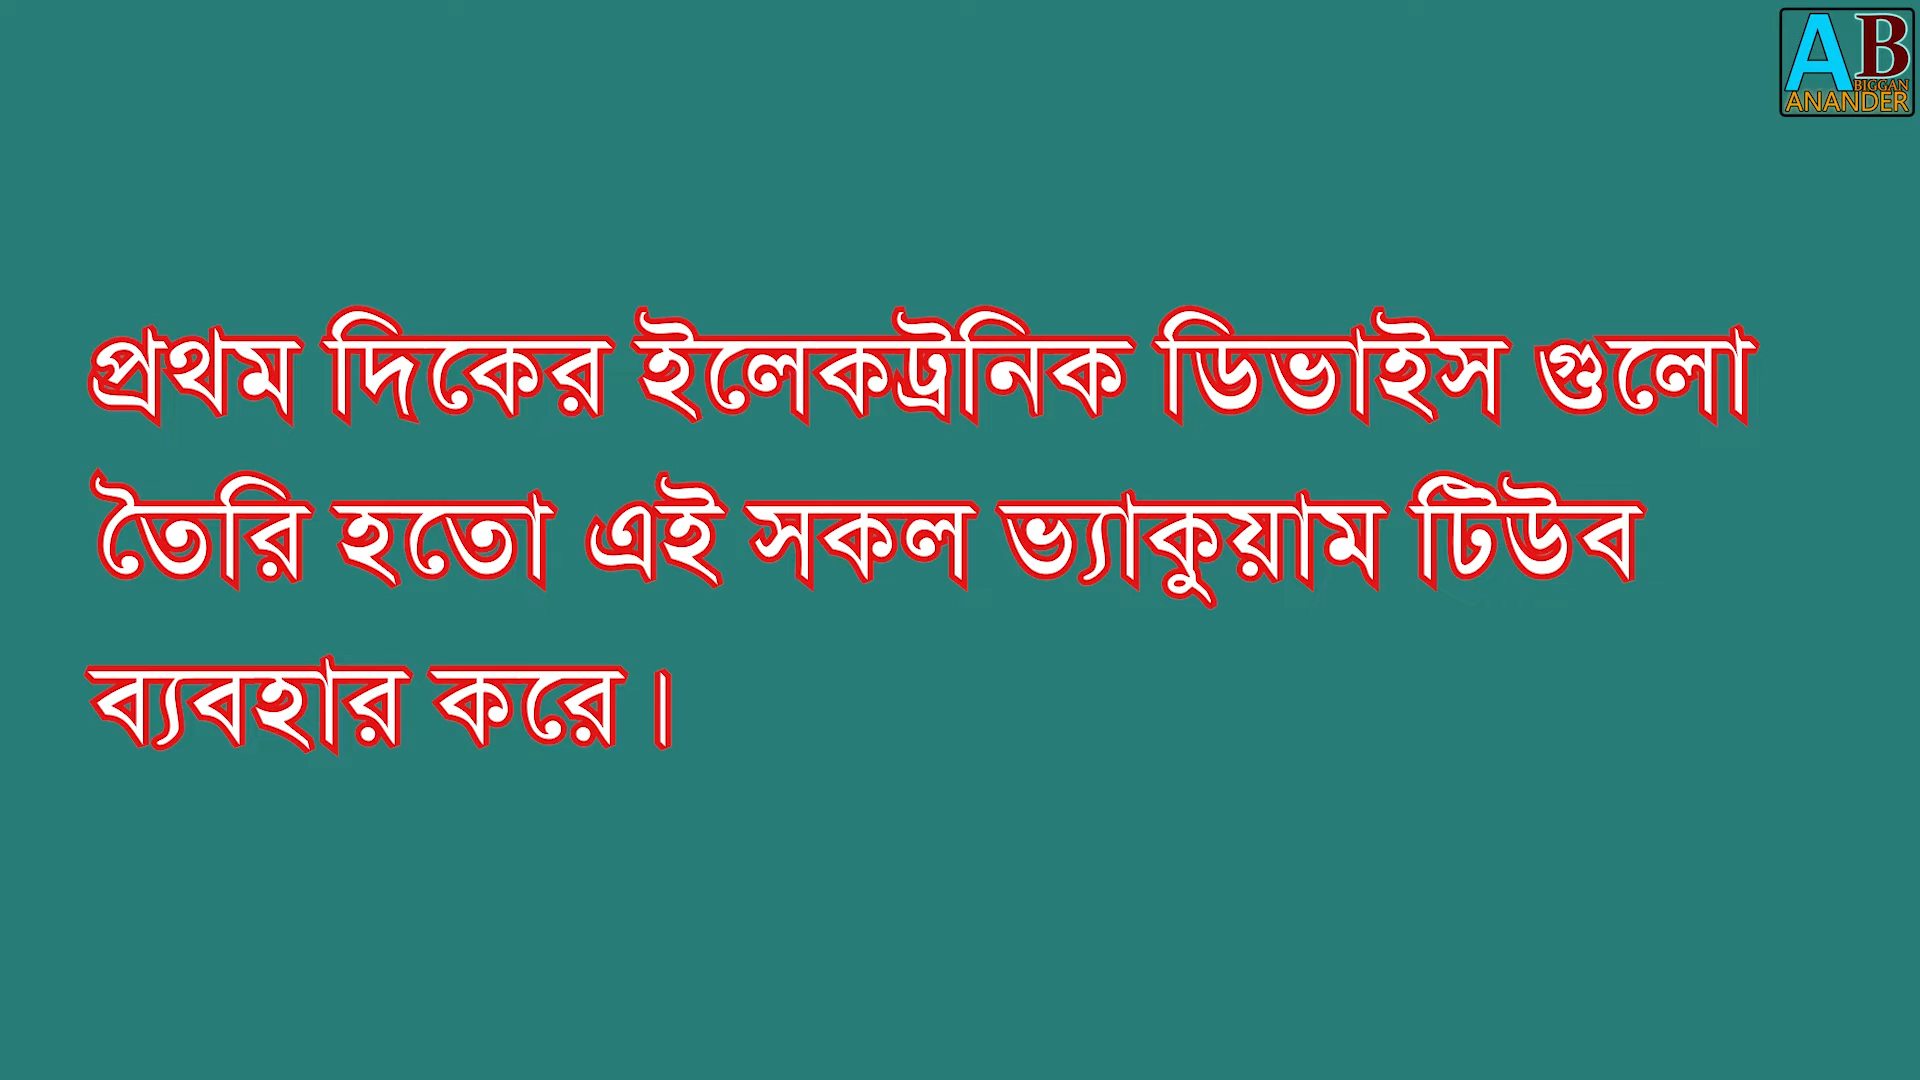 AB
BIGGAN
ANANDER
প্রথম দিকের ইলেকট্রনিক ডিভাইস গুলো
তৈরি হতো এই সকল ভ্যাকুয়াম টিউব
ব্যবহার করে।